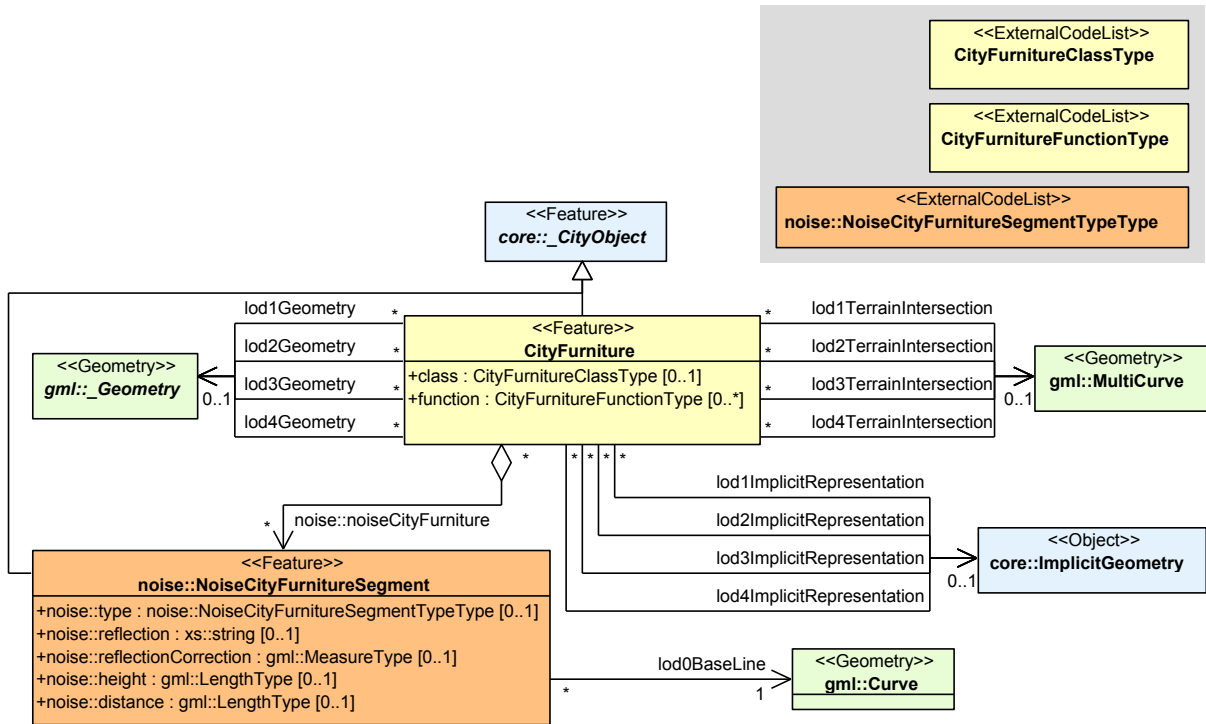 <<ExternalCodeList>>
CityFurnitureClassType
<<ExternalCodeList>>
CityFurnitureFunctionType
<<ExternalCodeList>>
noise::NoiseCityFurnitureSegmentTypeType
<<Feature>>
core::_CityObject
lod1Geometry
*
lod2Geometry
*
lod3Geometry
*
lod4Geometry
*
<<Geometry>>
gml::_Geometry
0..1
<<Feature>>
CityFurniture
+class : CityFurnitureClassType [0..1]
+function : CityFurnitureFunctionType [0..*]
*
lod1TerrainIntersection
*
lod2TerrainIntersection
*
lod3TerrainIntersection
*
lod4TerrainIntersection
<<Geometry>>
gml::MultiCurve
0..1
*
*
*
*
*
lod1ImplicitRepresentation
lod2ImplicitRepresentation
lod3ImplicitRepresentation
lod4ImplicitRepresentation
<<Object>>
core::ImplicitGeometry
0..1
*
noise::noiseCityFurniture
<<Feature>>
noise::NoiseCityFurnitureSegment
+noise::type : noise::NoiseCityFurnitureSegmentTypeType [0..1]
+noise::reflection : xs::string [0..1]
+noise::reflectionCorrection : gml::MeasureType [0..1]
+noise::height : gml::LengthType [0..1]
+noise::distance : gml::LengthType [0..1]
*
lod0BaseLine
1
<<Geometry>>
gml::Curve